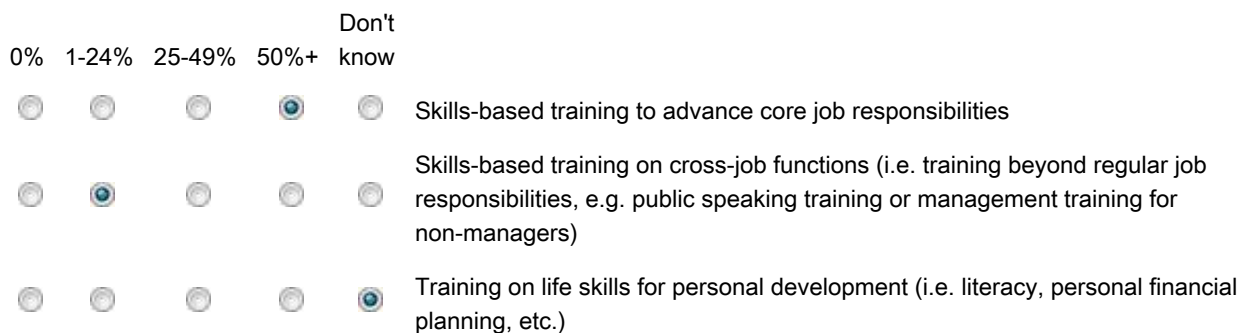 Don't
0% 1-24% 25-49% 50%+ know
Skills-based training to advance core job responsibilities
Skills-based training on cross-job functions (i.e. training beyond regular job
responsibilities, e.g. public speaking training or management training for
non-managers)
Training on life skills for personal development (i.e. literacy, personal financial
planning, etc.)